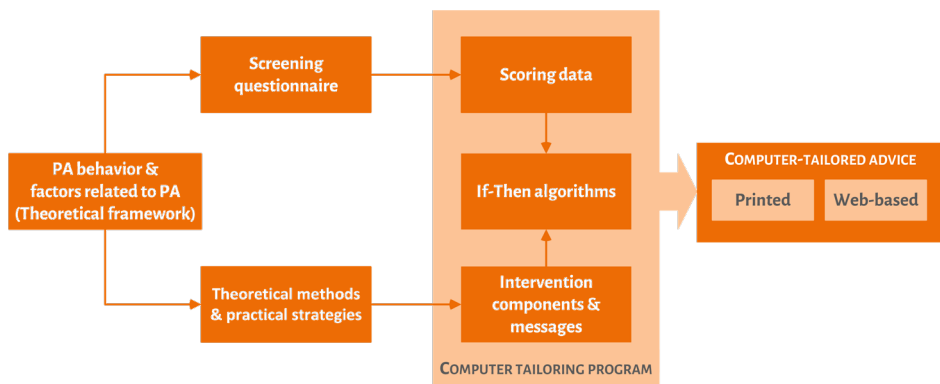 Screening
questionnaire
Scoring data
PA behavior &
factors related to PA
(Theoretical framework)
If-Then algorithms
COMPUTER-TAILORED ADVICE
Printed
Web-based
Theoretical methods
& practical strategies
Intervention
components &
messages
COMPUTER TAILORING PROGRAM